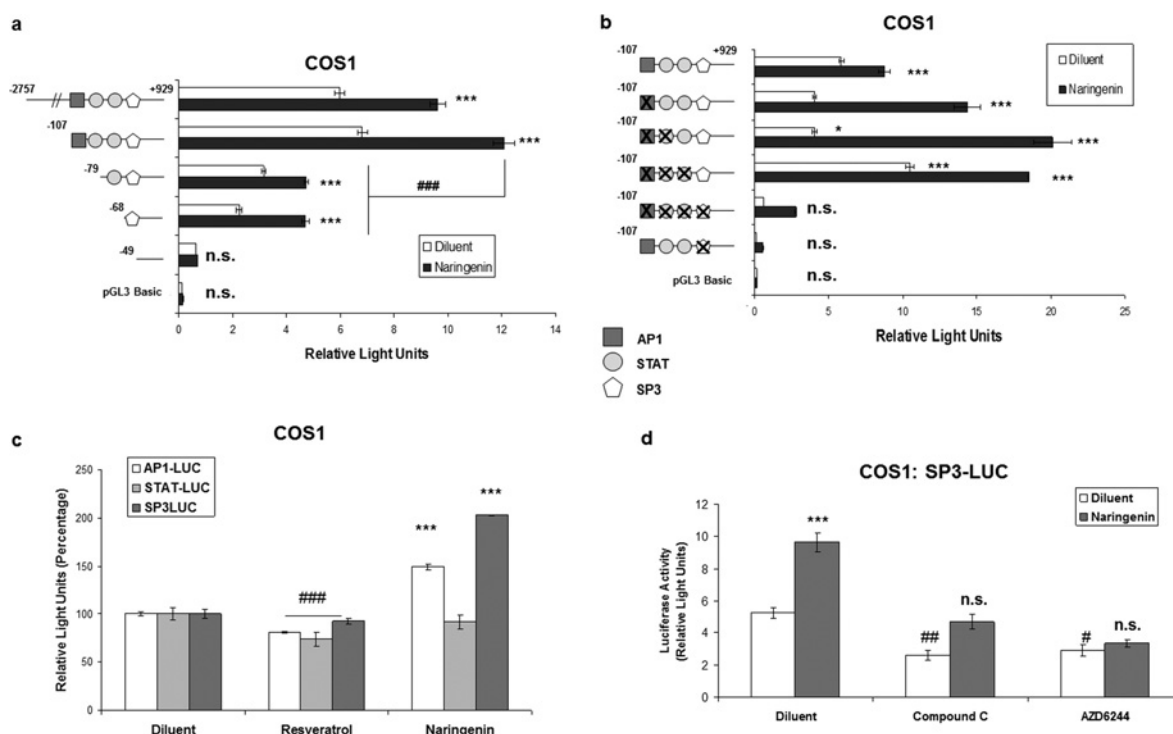 a
COS1
-2757
+929
***
-107
***
-79
***
###
-68
***
-49
n.s.
Diluent
Naringenin
pGL3 Basic
n.s.
0 2 4 6 8 10 12 14
Relative Light Units
b
COS1
-107
+929
Diluent
Naringenin
***
-107
X
***
-107
X X
*
***
-107
X X X
***
***
-107
X X X X
n.s.
-107
X
n.s.
pGL3 Basic
n.s.
0 5 10 15 20 25
Relative Light Units
AP1
STAT
SP3
c
COS1
AP1-LUC
STAT-LUC
SP3LUC
Relative Light Units (Percentage)
250
200
150
100
50
0
###
***
***
Diluent Resveratrol Naringenin
d
COS1: SP3-LUC
Diluent
Naringenin
Luciferase Activity
(Relative Light Units)
12
10
8
6
4
2
0
***
##
n.s.
#
n.s.
Diluent Compound C AZD6244